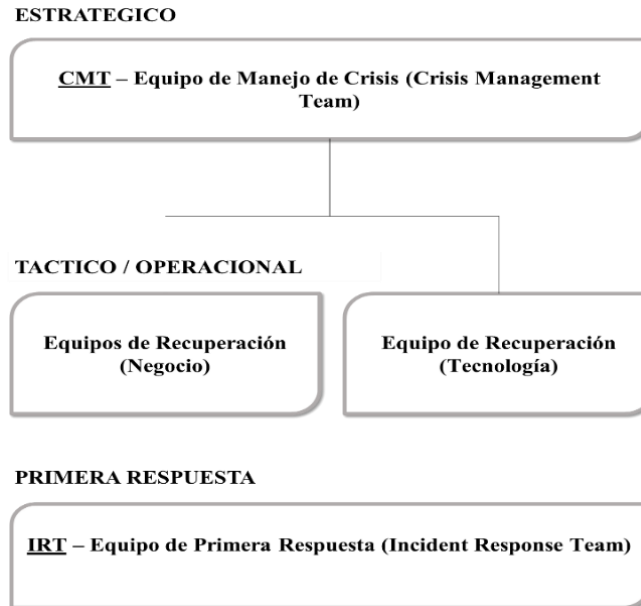 ESTRATEGICO
CMT – Equipo de Manejo de Crisis (Crisis Management
Team)
TACTICO / OPERACIONAL
Equipos de Recuperación
(Negocio)
Equipo de Recuperación
(Tecnología)
PRIMERA RESPUESTA
IRT – Equipo de Primera Respuesta (Incident Response Team)